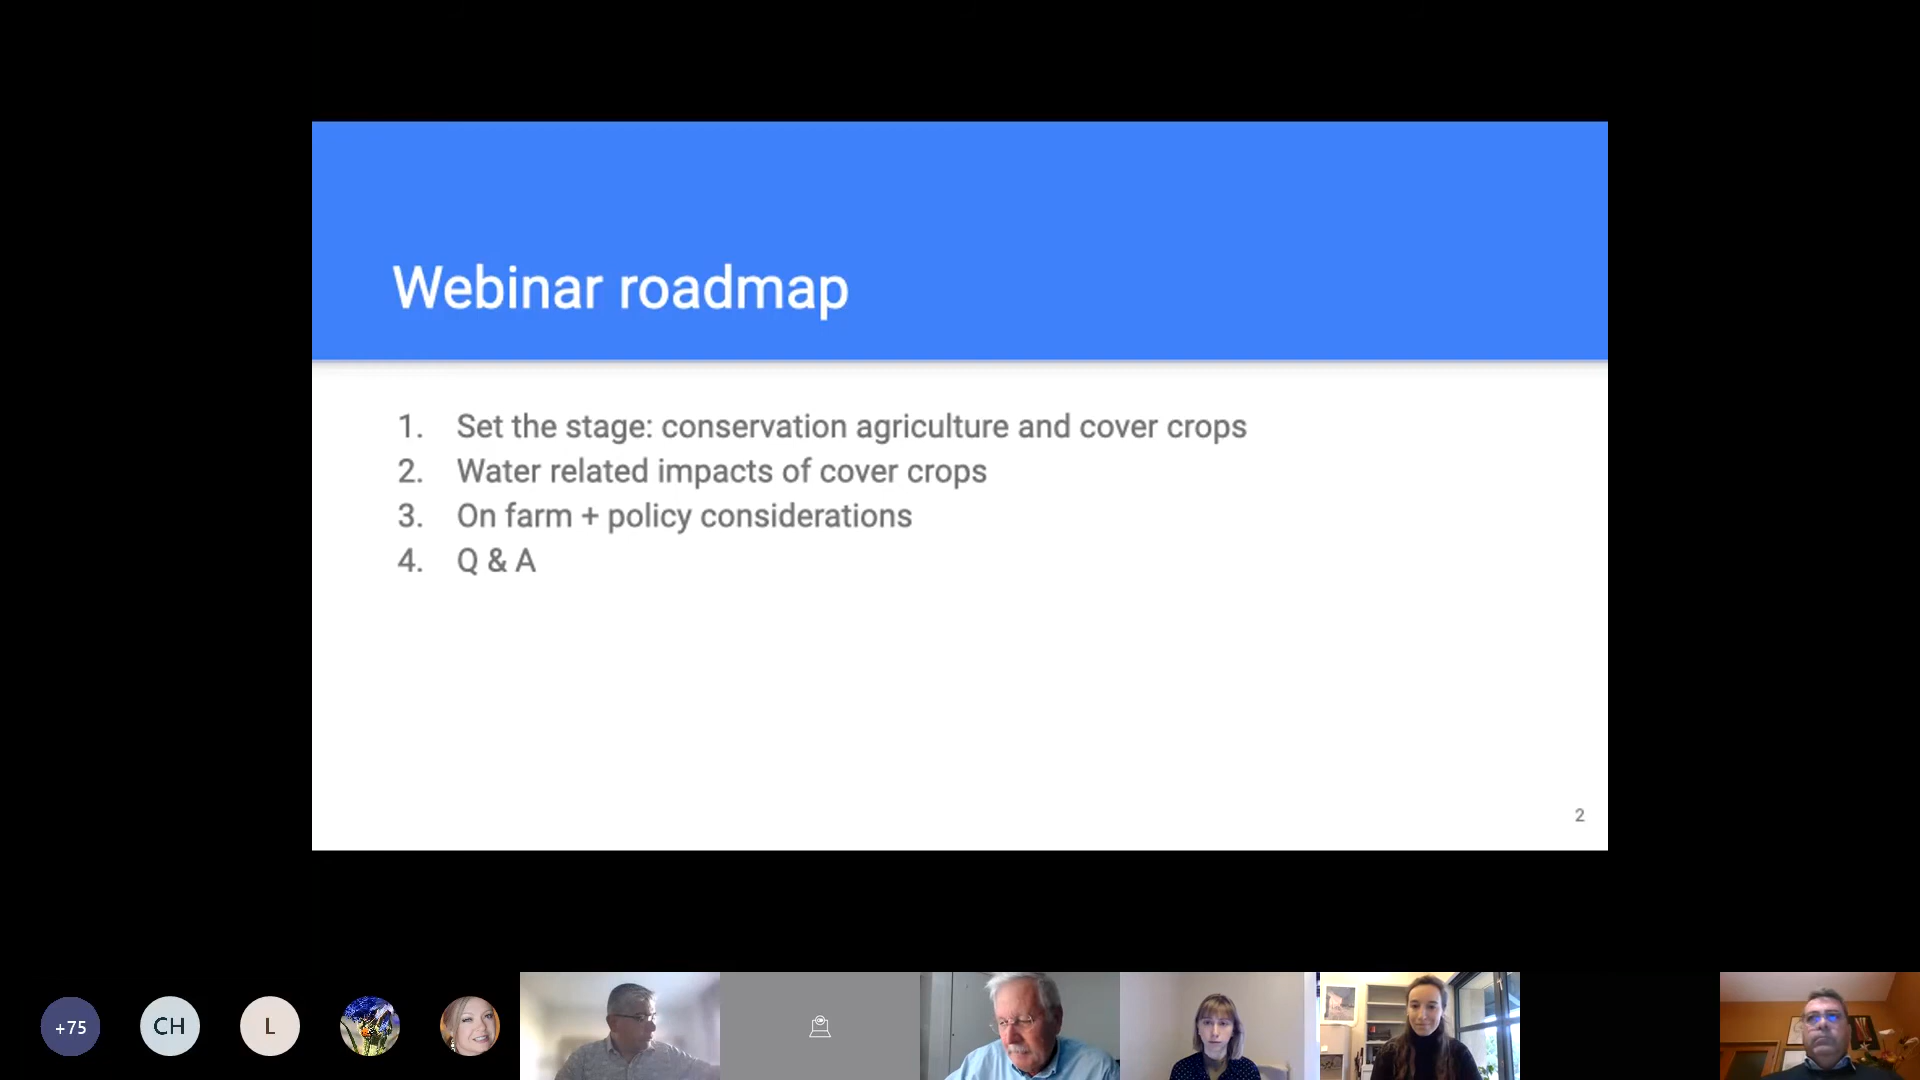 Webinar roadmap
1. Set the stage: conservation agriculture and cover crops
2. Water related impacts of cover crops
3. On farm + policy considerations
4. Q & A
2
+75
CH
L